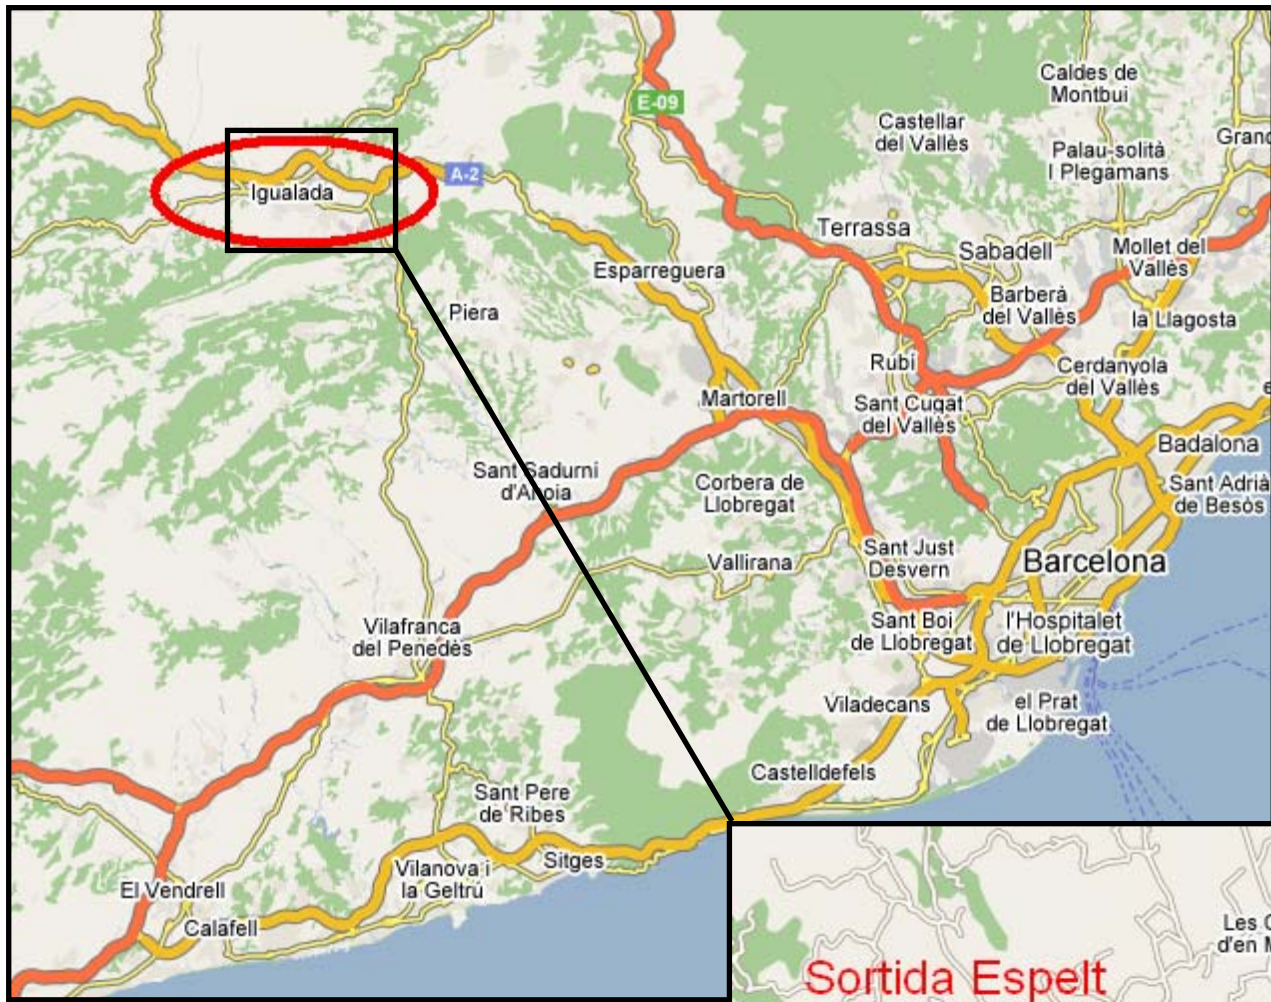 E-09
Caldes de
Montbui
Castellar
del Vallès
Granc
Palau-solità
I Plegamans
A-2
Igualada
Terrassa
Sabadell
Mollet del
Vallès
Esparreguera
Barberà
del Vallès
Piera
la Llagosta
Rubí
Cerdanyola
del Vallès
Martorell
Sant Cugat
del Vallès
Badalona
Sant Sadurní
d'Anoia
Corbera de
Llobregat
Sant Adrià
de Besòs
Sant Just
Desvern
Vallirana
Barcelona
Vilafranca
del Penedès
Sant Boi
de Llobregat
l'Hospitalet
de Llobregat
Viladecans
el Prat
de Llobregat
Castelldefels
Sant Pere
de Ribes
Sitges
Vilanova i
la Geltrú
El Vendrell
Calafell
Les C
d'en M
Sortida Espelt